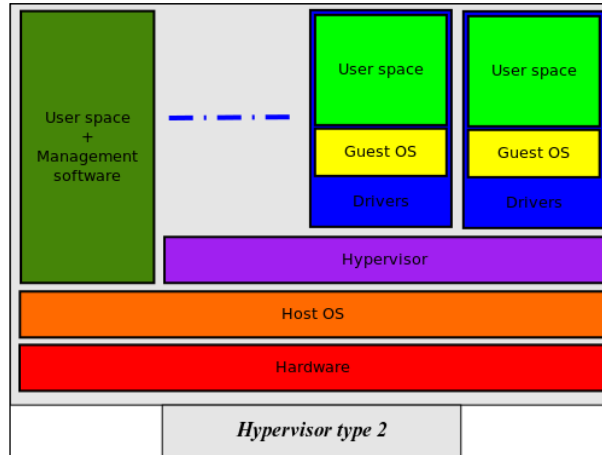 User space
+
Management
software
User space
Guest OS
Drivers
User space
Guest OS
Drivers
Hypervisor
Host OS
Hardware
Hypervisor type 2